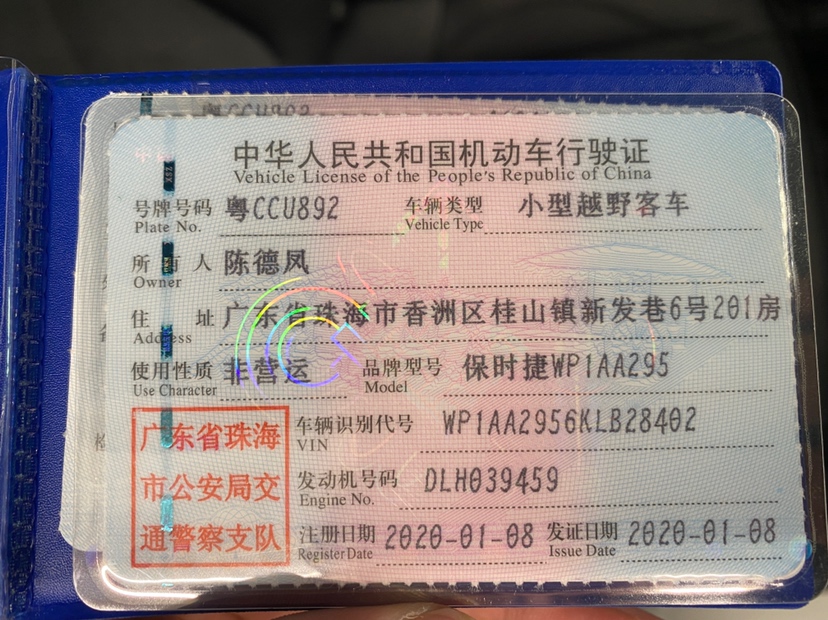 中华人民共和国机动车行驶证
Vehicle License of the People's Republic of China
号牌号码 粤CCU892 车辆类型 小型越野客车
Plate No. Vehicle Type
所有人 陈德凤
Owner
住址 广东省珠海市香洲区桂山镇新发巷6号201房
Address
使用性质 非营运 品牌型号 保时捷WP1AA295
Use Character Model
广东省珠海
市公安局交
通警察支队
车辆识别代号 WP1AA2956KLB28402
VIN
发动机号码 DLH039459
Engine No.
注册日期 2020-01-08 发证日期 2020-01-08
Register Date Issue Date